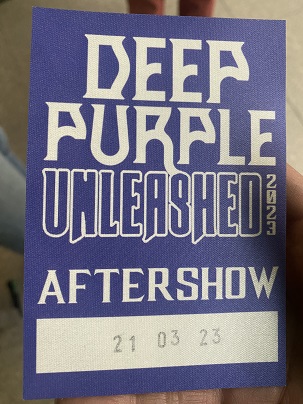 DEEP
PURPLE
UNLEASHED 2023
AFTERSHOW
21 03 23